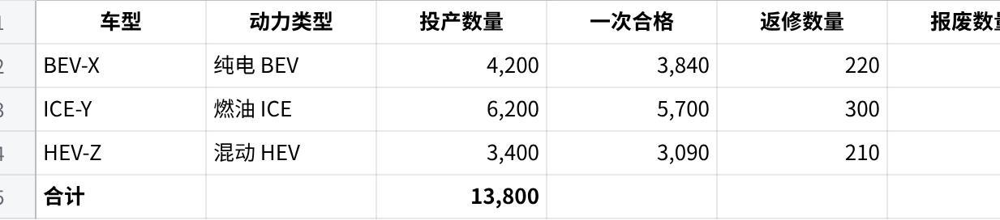 1 车型 动力类型 投产数量 一次合格 返修数量 报废数
2 BEV-X 纯电 BEV 4,200 3,840 220
3 ICE-Y 燃油 ICE 6,200 5,700 300
4 HEV-Z 混动 HEV 3,400 3,090 210
5 合计 13,800